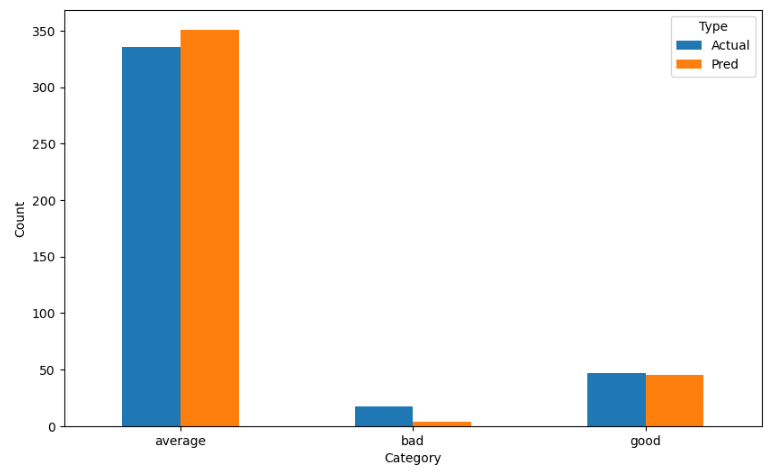 Type
Actual
Pred
350
300
250
200
150
100
50
0
Count
average
bad
good
Category